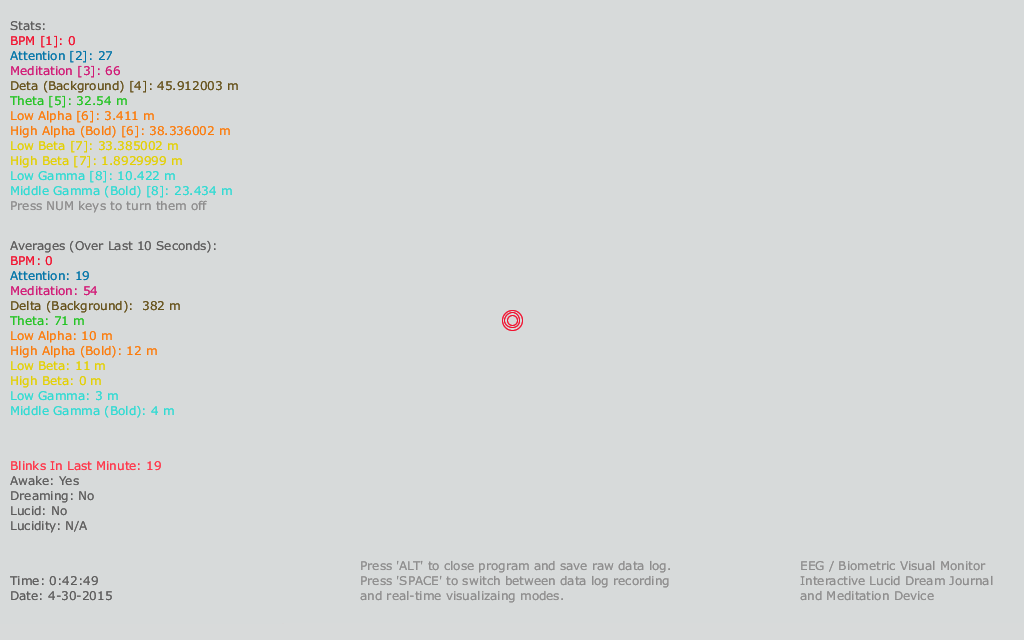 Stats:
BPM [1]: 0
Attention [2]: 27
Meditation [3]: 66
Deta (Background) [4]: 45.912003 m
Theta [5]: 32.54 m
Low Alpha [6]: 3.411 m
High Alpha (Bold) [6]: 38.336002 m
Low Beta [7]: 33.385002 m
High Beta [7]: 1.8929999 m
Low Gamma [8]: 10.422 m
Middle Gamma (Bold) [8]: 23.434 m
Press NUM keys to turn them off
Averages (Over Last 10 Seconds):
BPM: 0
Attention: 19
Meditation: 54
Delta (Background):  382 m
Theta: 71 m
Low Alpha: 10 m
High Alpha (Bold): 12 m
Low Beta: 11 m
High Beta: 0 m
Low Gamma: 3 m
Middle Gamma (Bold): 4 m
Blinks In Last Minute: 19
Awake: Yes
Dreaming: No
Lucid: No
Lucidity: N/A
Time: 0:42:49
Date: 4-30-2015
Press 'ALT' to close program and save raw data log.
Press 'SPACE' to switch between data log recording
and real-time visualizaing modes.
EEG / Biometric Visual Monitor
Interactive Lucid Dream Journal
and Meditation Device